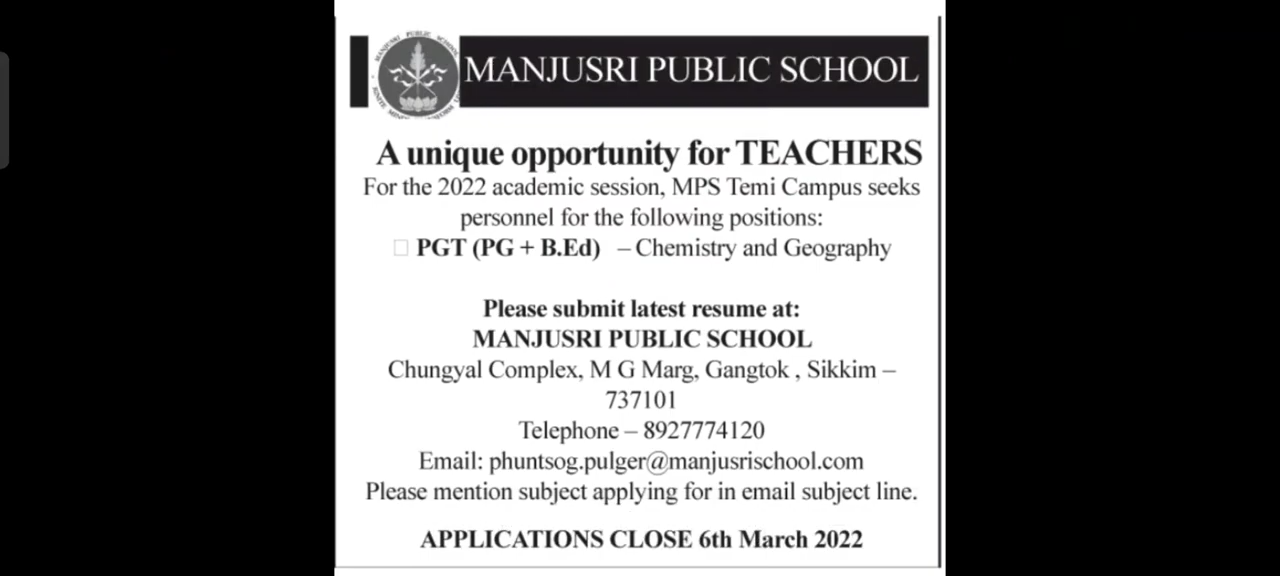 MANJUSRI PUBLIC SCHOOL
MANJUSRI PUBLIC SCHOOL
A unique opportunity for TEACHERS
For the 2022 academic session, MPS Temi Campus seeks
personnel for the following positions:
□ PGT (PG + B.Ed) – Chemistry and Geography
Please submit latest resume at:
MANJUSRI PUBLIC SCHOOL
Chungyal Complex, M G Marg, Gangtok , Sikkim –
737101
Telephone – 8927774120
Email: phuntsog.pulger@manjusrischool.com
Please mention subject applying for in email subject line.
APPLICATIONS CLOSE 6th March 2022